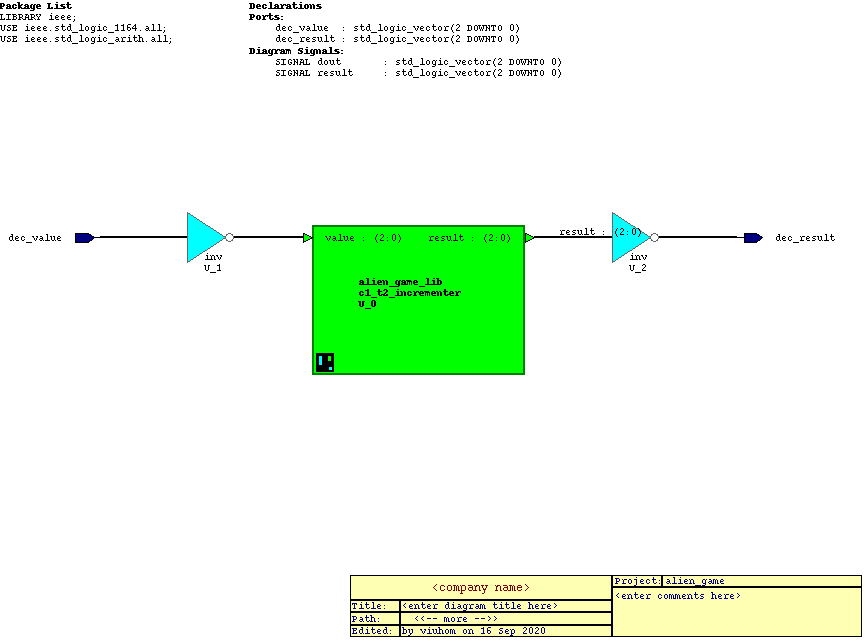 Package List
LIBRARY ieee;
USE ieee.std_logic_1164.all;
USE ieee.std_logic_arith.all;
Declarations
Ports:
dec_value : std_logic_vector(2 DOWNTO 0)
dec_result : std_logic_vector(2 DOWNTO 0)
Diagram Signals:
SIGNAL dout : std_logic_vector(2 DOWNTO 0)
SIGNAL result : std_logic_vector(2 DOWNTO 0)
dec_value
inv
U_1
value : (2:0)
result : (2:0)
alien_game_lib
c1_t2_incrementer
U_0
result : (2:0)
inv
U_2
dec_result
<company name>
Title: <enter diagram title here>
Path: <<-- more -->>
Edited: by viuhom on 16 Sep 2020
Project: alien_game
<enter comments here>